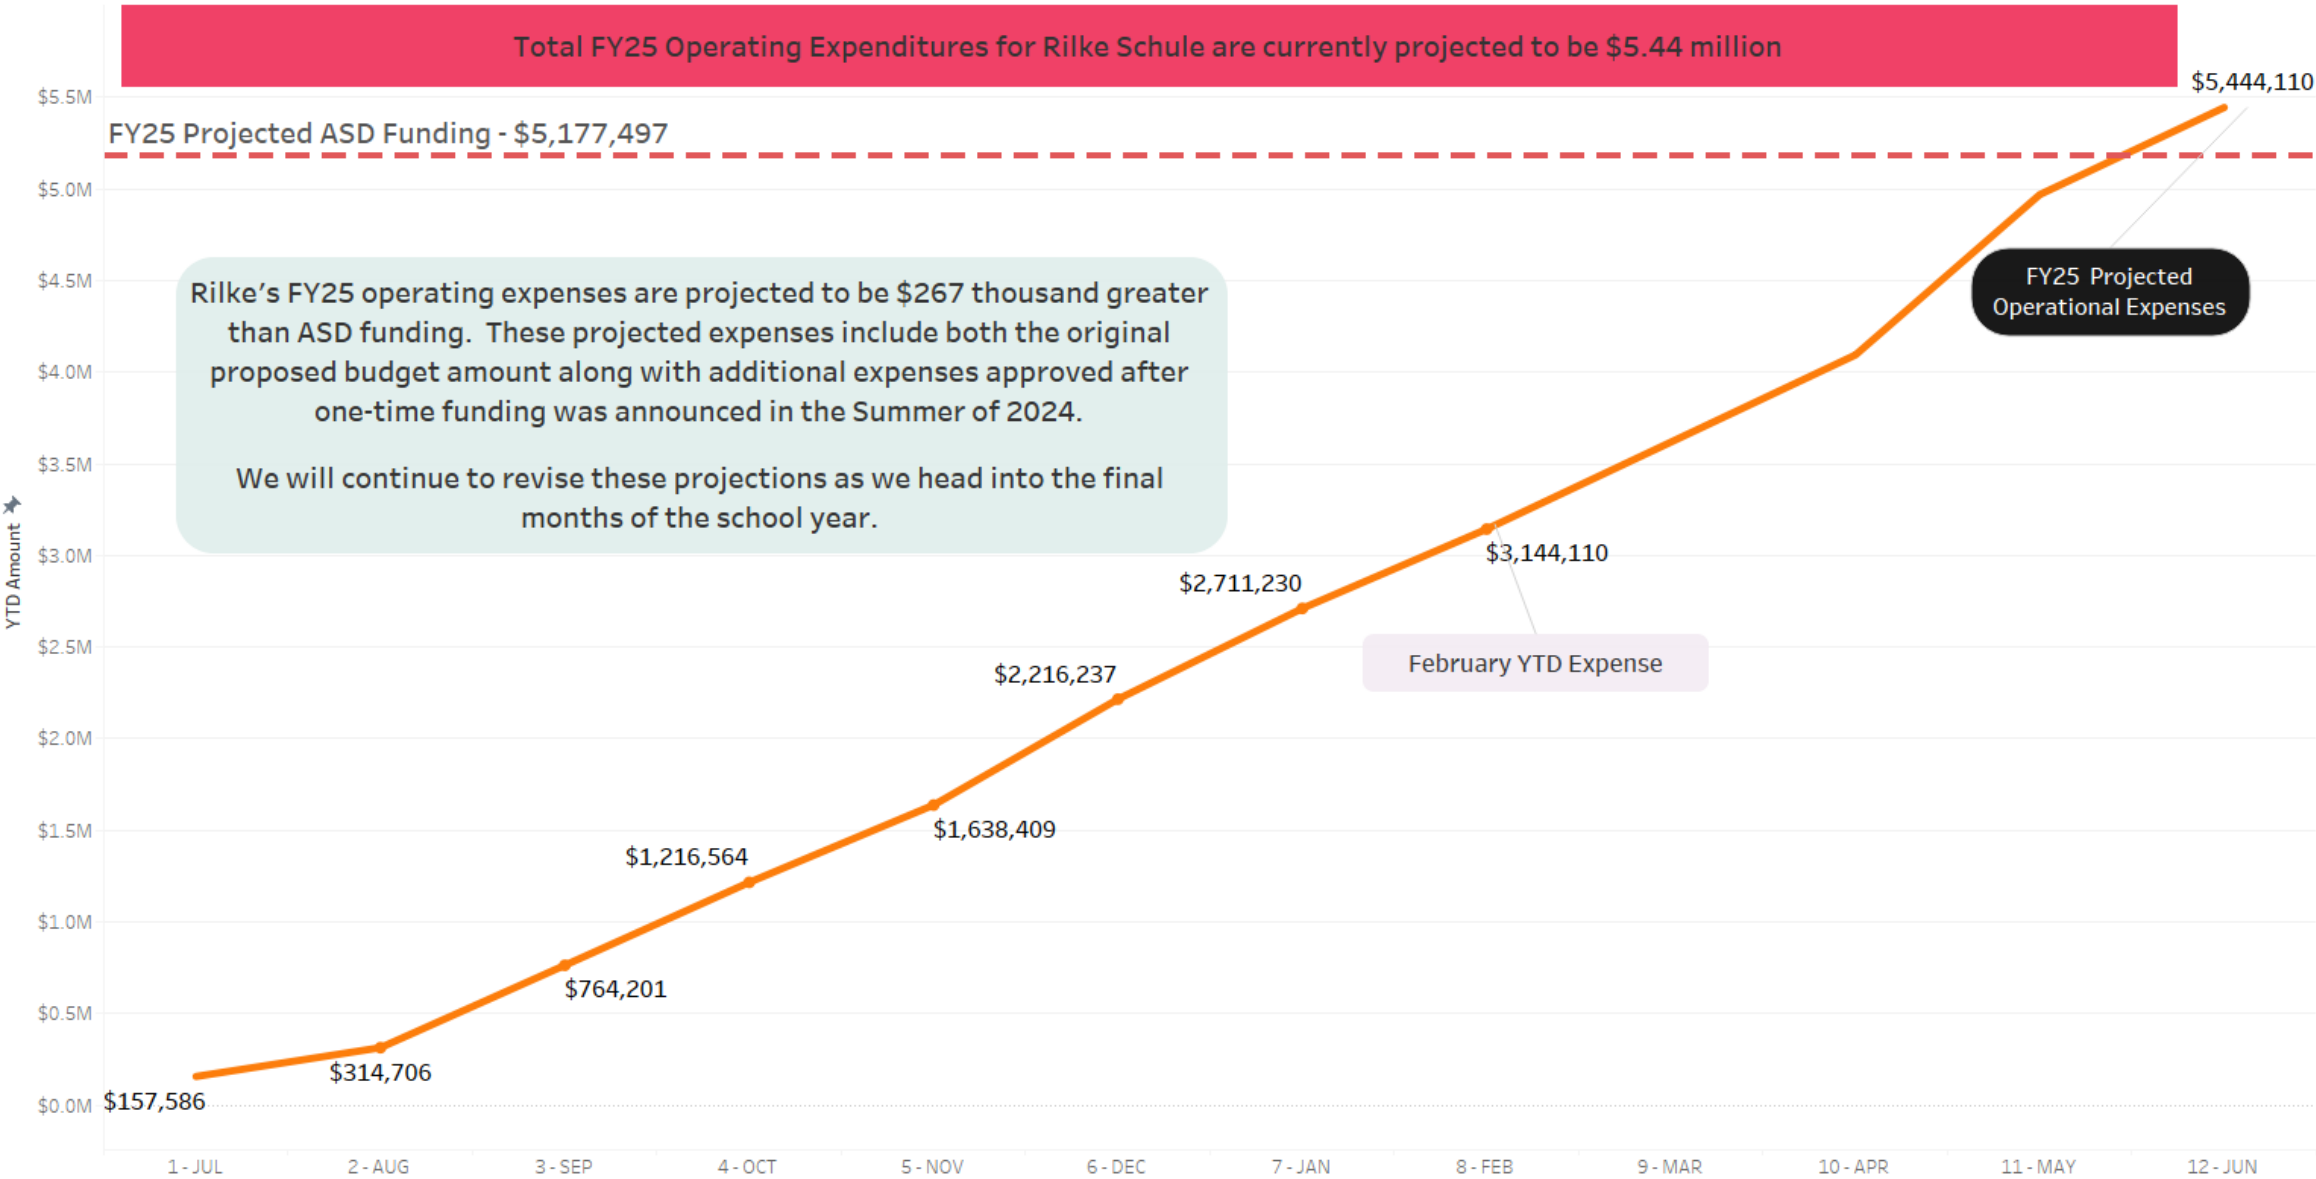 Total FY25 Operating Expenditures for Rilke Schule are currently projected to be $5.44 million
$5,444,110
$5.5M
FY25 Projected ASD Funding - $5,177,497
$5.0M
$4.5M
$4.0M
$3.5M
$3.0M
$2.5M
$2.0M
$1.5M
$1.0M
$0.5M
$0.0M
YTD Amount
Rilke's FY25 operating expenses are projected to be $267 thousand greater
than ASD funding.  These projected expenses include both the original
proposed budget amount along with additional expenses approved after
one-time funding was announced in the Summer of 2024.
We will continue to revise these projections as we head into the final
months of the school year.
FY25  Projected
Operational Expenses
$3,144,110
$2,711,230
February YTD Expense
$2,216,237
$1,638,409
$1,216,564
$764,201
$314,706
$157,586
1 - JUL
2 - AUG
3 - SEP
4 - OCT
5 - NOV
6 - DEC
7 - JAN
8 - FEB
9 - MAR
10 - APR
11 - MAY
12 - JUN